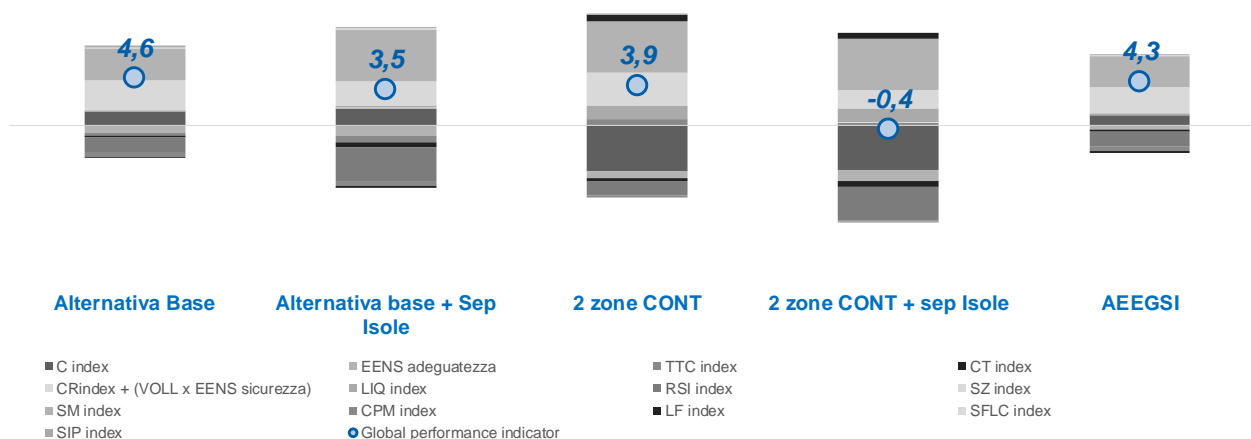 4,6
3,5
3,9
-0,4
4,3
Alternativa Base
Alternativa base + Sep
Isole
2 zone CONT
2 zone CONT + sep Isole
AEEGSI
C index
EENS adeguatezza
TTC index
CT index
CRindex + (VOLL x EENS sicurezza)
LIQ index
RSI index
SZ index
SM index
CPM index
LF index
SFLC index
SIP index
Global performance indicator